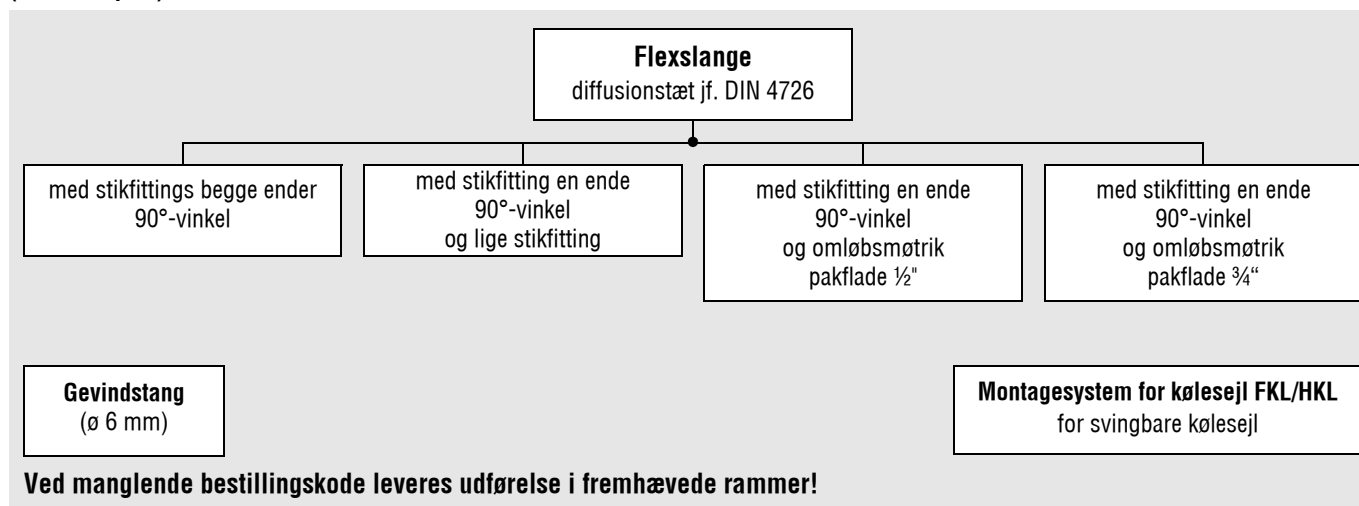 Flexslange
diffusionstæt jf. DIN 4726
med stikfittings begge ender
90°-vinkel
med stikfitting en ende
90°-vinkel
og lige stikfitting
med stikfitting en ende
90°-vinkel
og omløbsmøtrik
pakflade ½"
med stikfitting en ende
90°-vinkel
og omløbsmøtrik
pakflade ¾“
Gevindstang
(ø 6 mm)
Montagesystem for kølesejl FKL/HKL
for svingbare kølesejl
Ved manglende bestillingskode leveres udførelse i fremhævede rammer!